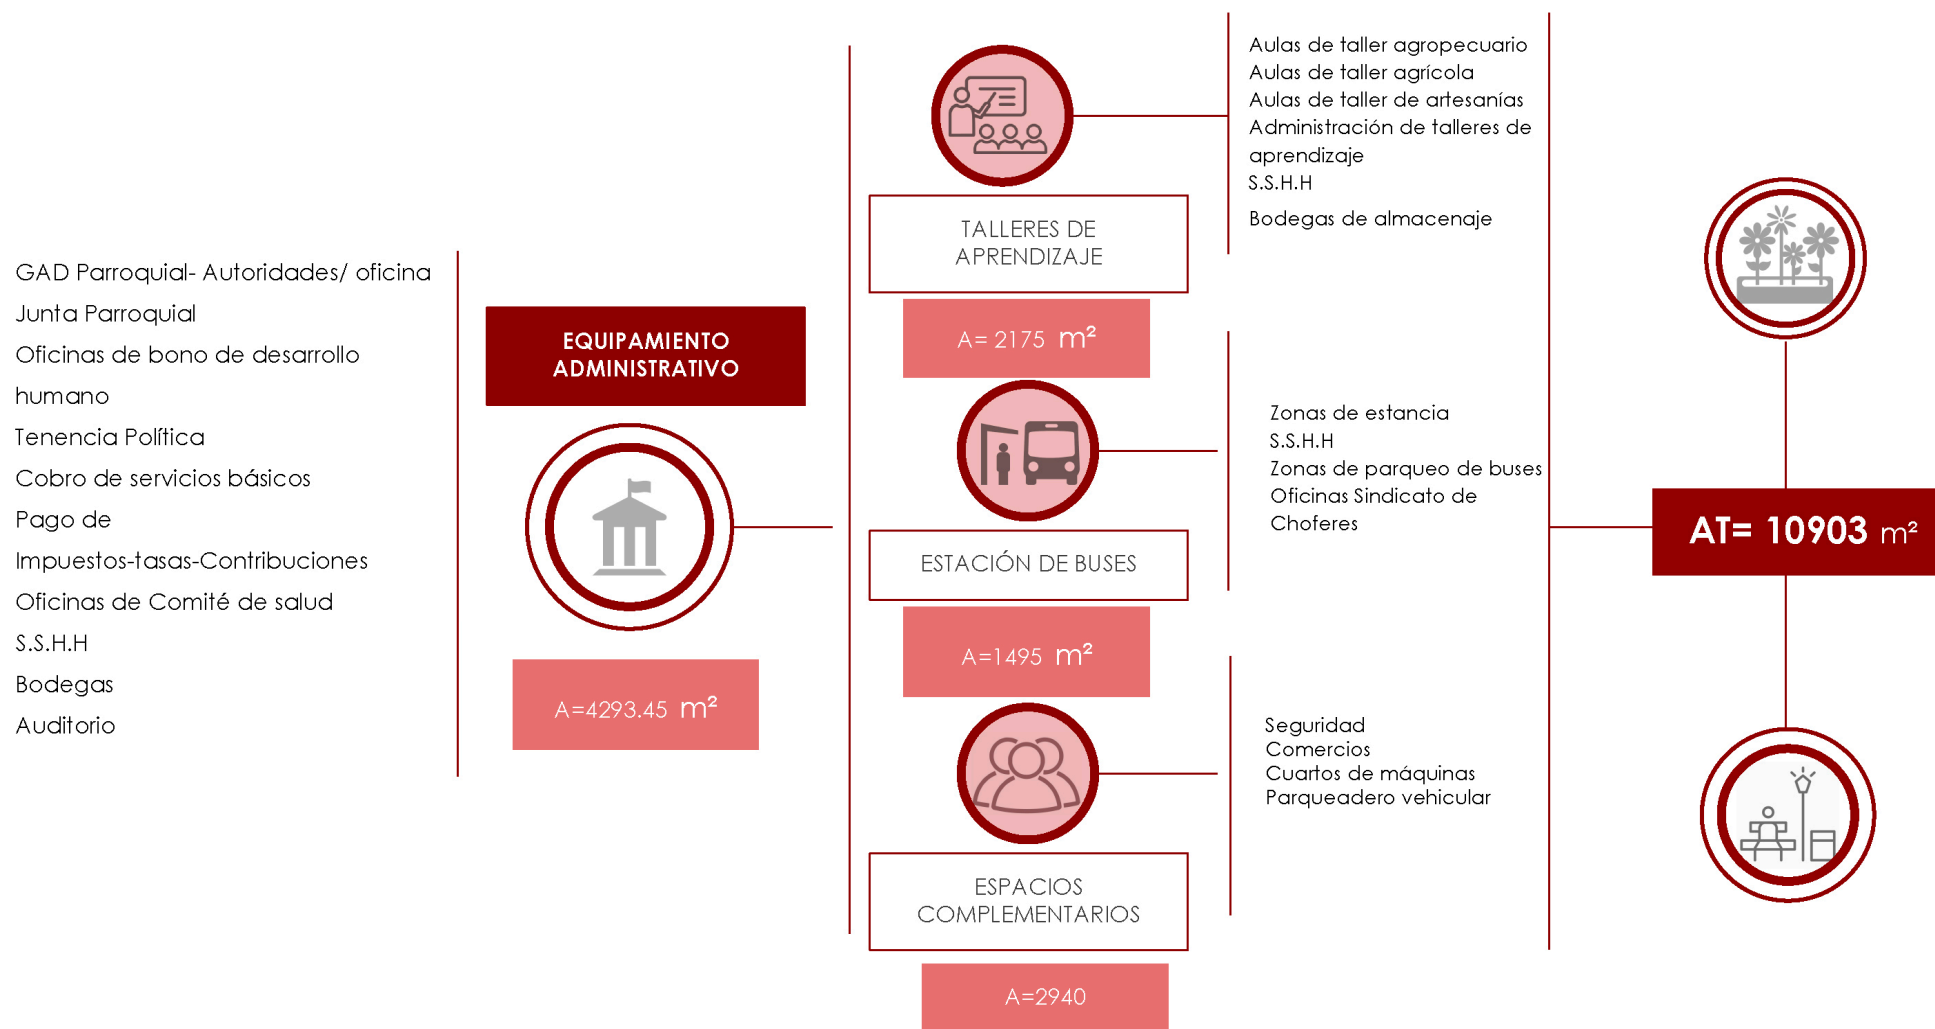 GAD Parroquial- Autoridades/ oficina
Junta Parroquial
Oficinas de bono de desarrollo
humano
Tenencia Política
Cobro de servicios básicos
Pago de
Impuestos-tasas-Contribuciones
Oficinas de Comité de salud
S.S.H.H
Bodegas
Auditorio
EQUIPAMIENTO
ADMINISTRATIVO
A=4293.45 m²
TALLERES DE
APRENDIZAJE
A= 2175 m²
Aulas de taller agropecuario
Aulas de taller agrícola
Aulas de taller de artesanías
Administración de talleres de
aprendizaje
S.S.H.H
Bodegas de almacenaje
ESTACIÓN DE BUSES
A=1495 m²
Zonas de estancia
S.S.H.H
Zonas de parqueo de buses
Oficinas Sindicato de
Choferes
ESPACIOS
COMPLEMENTARIOS
A=2940
Seguridad
Comercios
Cuartos de máquinas
Parqueadero vehicular
AT= 10903 m²